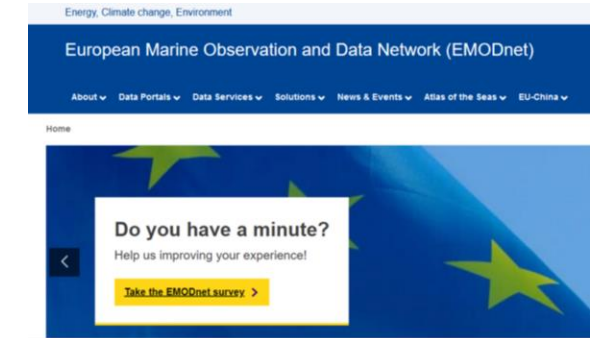 Energy, Climate change, Environment
European Marine Observation and Data Network (EMODnet)
About Data Portals Data Services Solutions News & Events Atlas of the Seas EU-China
Home
Do you have a minute?
Help us improving your experience!
Take the EMODnet survey >